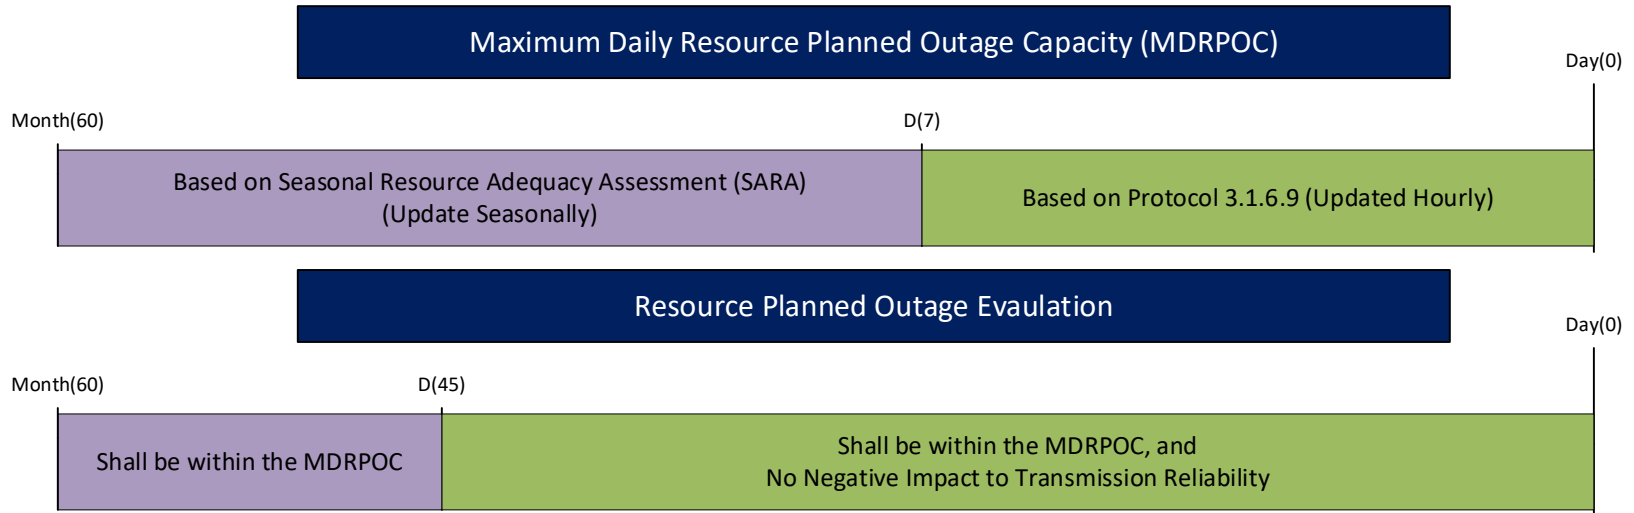 Maximum Daily Resource Planned Outage Capacity (MDRPOC)
Day(0)
Month(60)
D(7)
Based on Seasonal Resource Adequacy Assessment (SARA)
(Update Seasonally)
Based on Protocol 3.1.6.9 (Updated Hourly)
Resource Planned Outage Evaulation
Day(0)
Month(60)
D(45)
Shall be within the MDRPOC
Shall be within the MDRPOC, and
No Negative Impact to Transmission Reliability